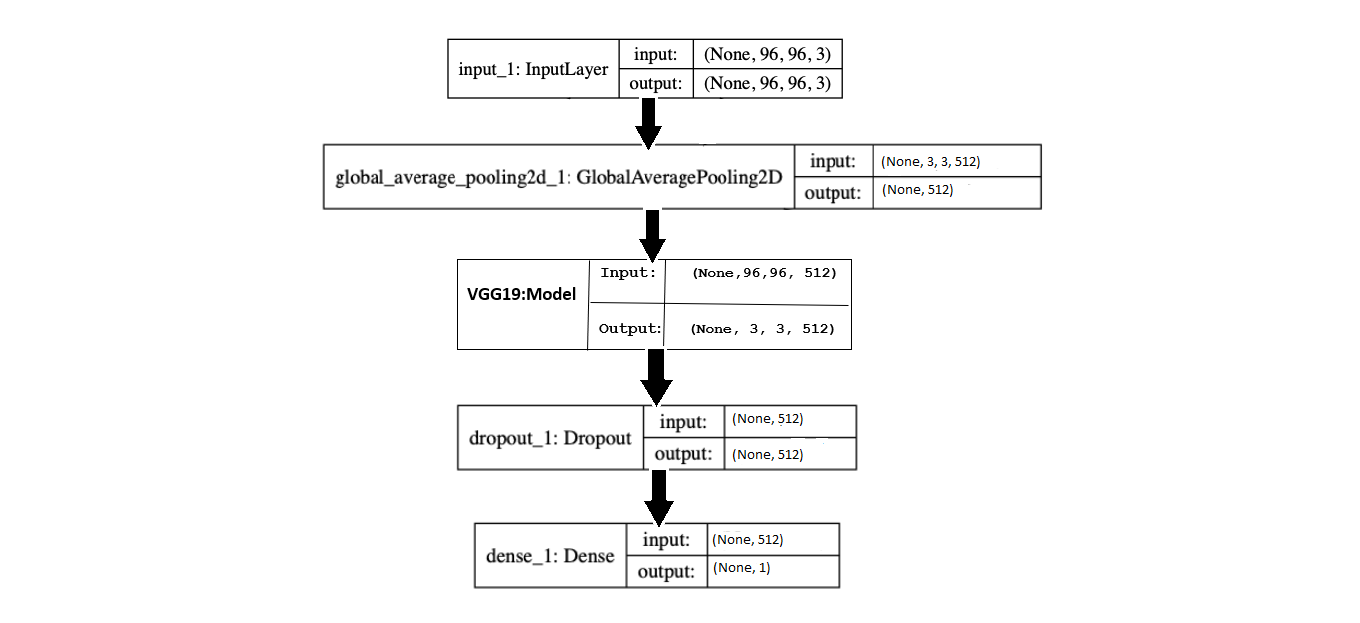 input_1: InputLayer
input: (None, 96, 96, 3)
output: (None, 96, 96, 3)
global_average_pooling2d_1: GlobalAveragePooling2D
input: (None, 3, 3, 512)
output: (None, 512)
VGG19:Model
Input: (None,96,96, 512)
Output: (None, 3, 3, 512)
dropout_1: Dropout
input: (None, 512)
output: (None, 512)
dense_1: Dense
input: (None, 512)
output: (None, 1)